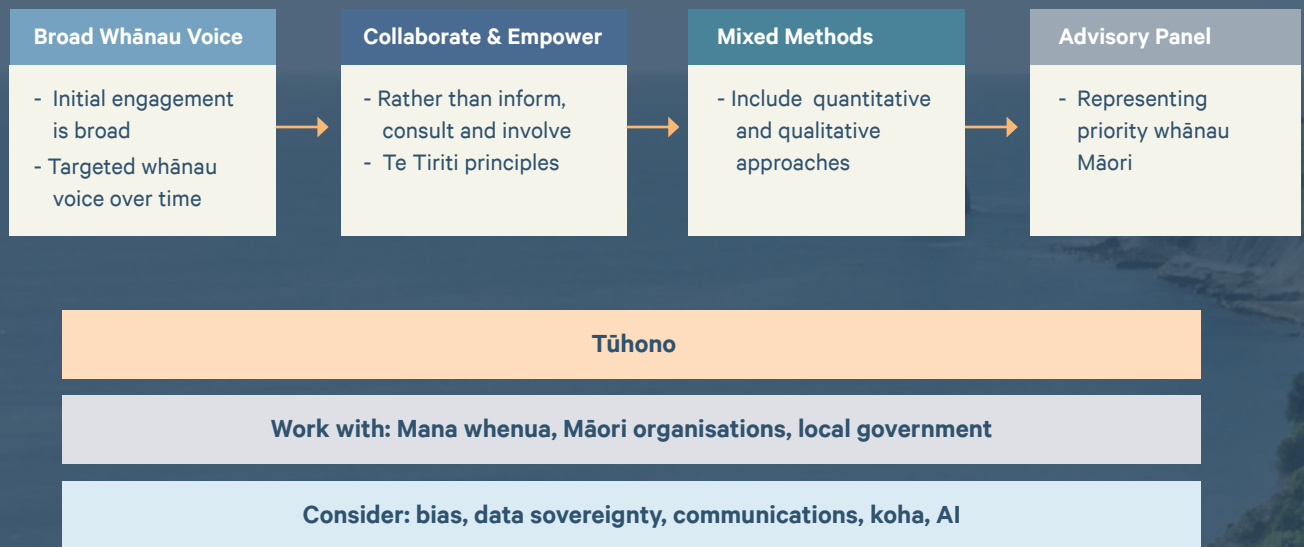 Broad Whānau Voice
- Initial engagement
is broad
- Targeted whānau
voice over time
Collaborate & Empower
- Rather than inform,
consult and involve
- Te Tiriti principles
Mixed Methods
- Include quantitative
and qualitative
approaches
Advisory Panel
- Representing
priority whānau
Māori
Tūhono
Work with: Mana whenua, Māori organisations, local government
Consider: bias, data sovereignty, communications, koha, AI